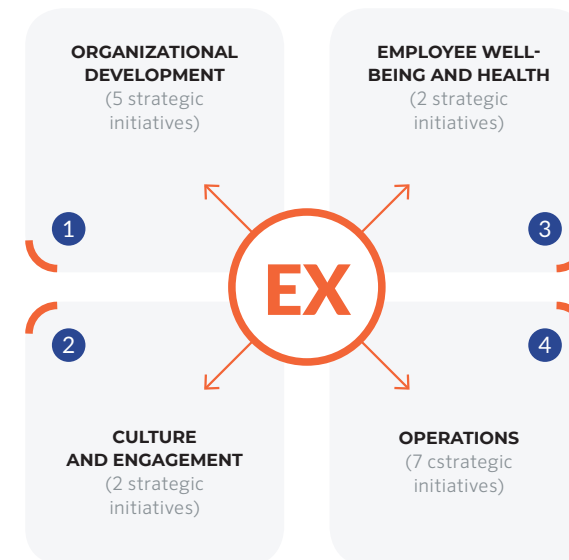 ORGANIZATIONAL
DEVELOPMENT
(5 strategic
initiatives)
1
EMPLOYEE WELL-
BEING AND HEALTH
(2 strategic
initiatives)
3
EX
2
CULTURE
AND ENGAGEMENT
(2 strategic
initiatives)
4
OPERATIONS
(7 cstrategic
initiatives)